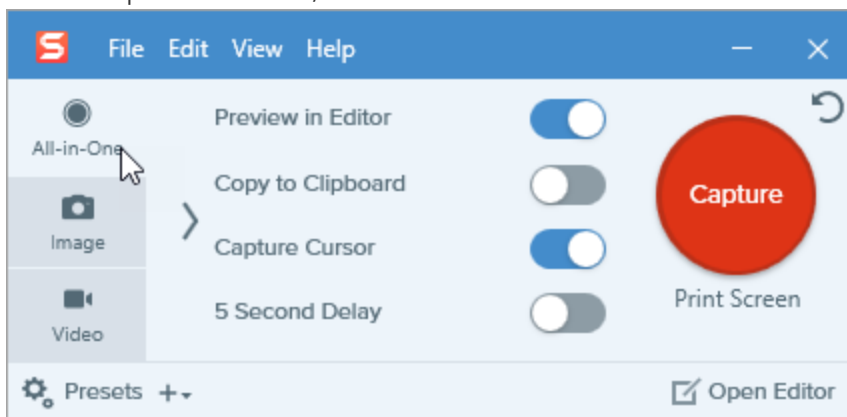 S File Edit View Help
All-in-One
Preview in Editor
Copy to Clipboard
Capture
Image
Capture Cursor
5 Second Delay
Print Screen
Video
Presets
Open Editor